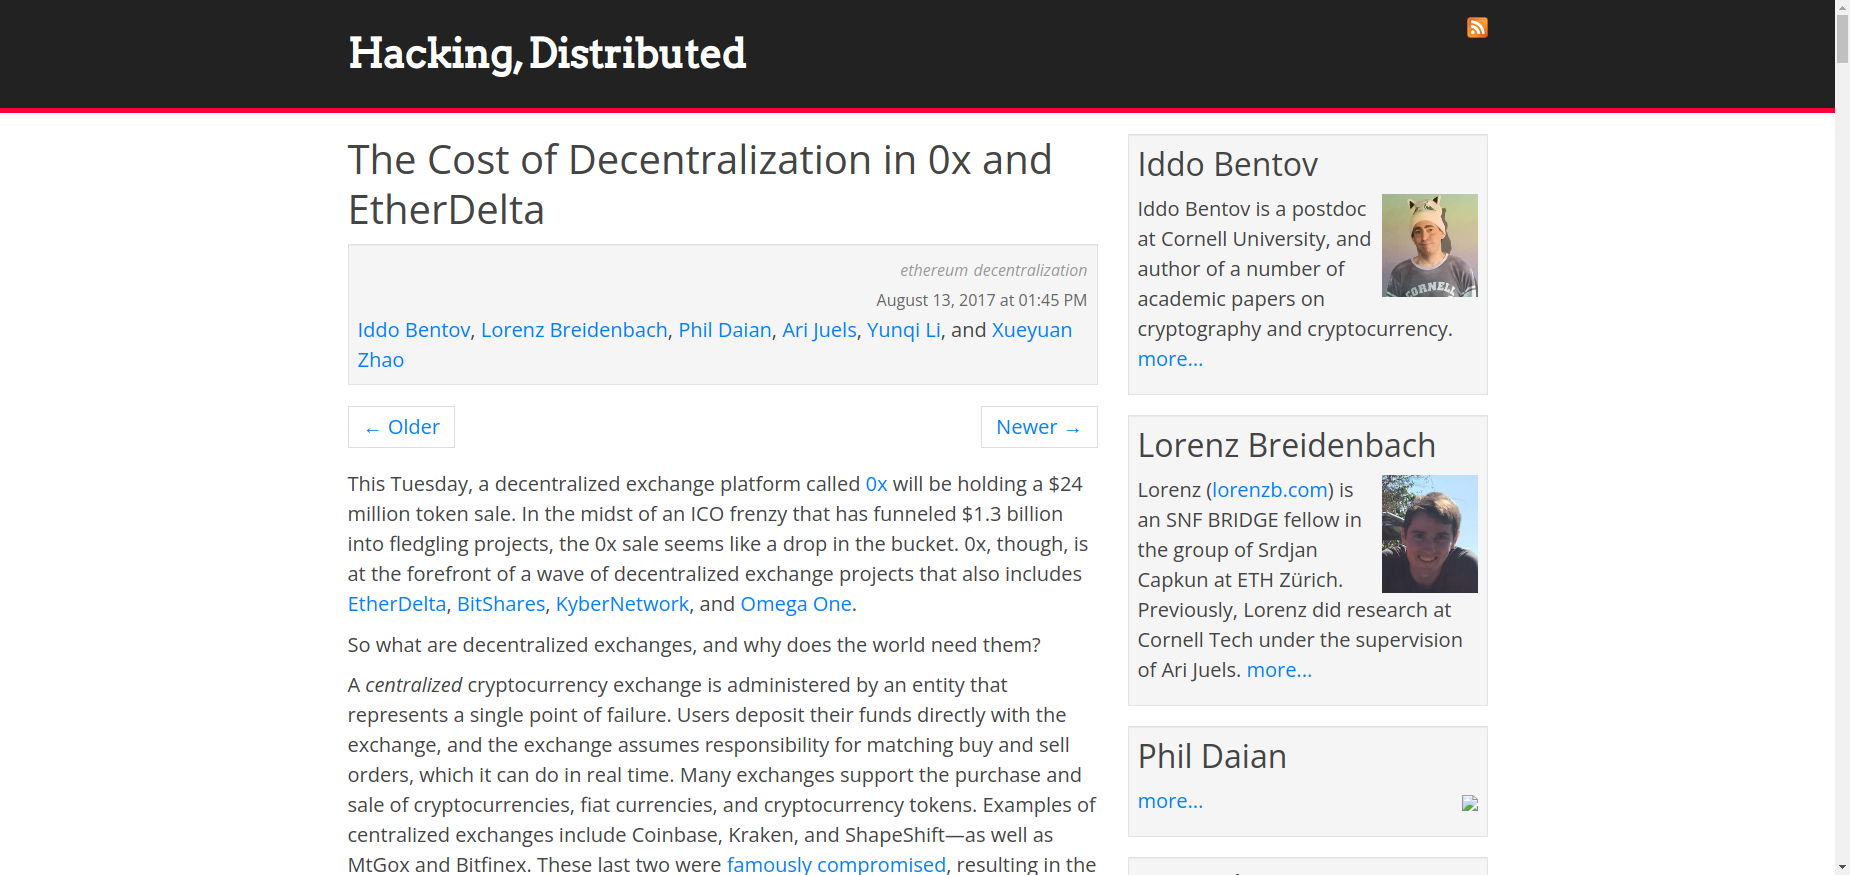 Hacking, Distributed
The Cost of Decentralization in 0x and
EtherDelta
ethereum decentralization
August 13, 2017 at 01:45 PM
Iddo Bentov, Lorenz Breidenbach, Phil Daian, Ari Juels, Yunqi Li, and Xueyuan
Zhao
← Older
Newer →
This Tuesday, a decentralized exchange platform called 0x will be holding a $24
million token sale. In the midst of an ICO frenzy that has funneled $1.3 billion
into fledgling projects, the 0x sale seems like a drop in the bucket. 0x, though, is
at the forefront of a wave of decentralized exchange projects that also includes
EtherDelta, BitShares, KyberNetwork, and Omega One.
So what are decentralized exchanges, and why does the world need them?
A centralized cryptocurrency exchange is administered by an entity that
represents a single point of failure. Users deposit their funds directly with the
exchange, and the exchange assumes responsibility for matching buy and sell
orders, which it can do in real time. Many exchanges support the purchase and
sale of cryptocurrencies, fiat currencies, and cryptocurrency tokens. Examples of
centralized exchanges include Coinbase, Kraken, and ShapeShift—as well as
MtGox and Bitfinex. These last two were famously compromised, resulting in the
Iddo Bentov
Iddo Bentov is a postdoc
at Cornell University, and
author of a number of
academic papers on
cryptography and cryptocurrency.
more...
CORNELL
Lorenz Breidenbach
Lorenz (lorenzb.com) is
an SNF BRIDGE fellow in
the group of Srdjan
Capkun at ETH Zürich.
Previously, Lorenz did research at
Cornell Tech under the supervision
of Ari Juels. more...
Phil Daian
more...